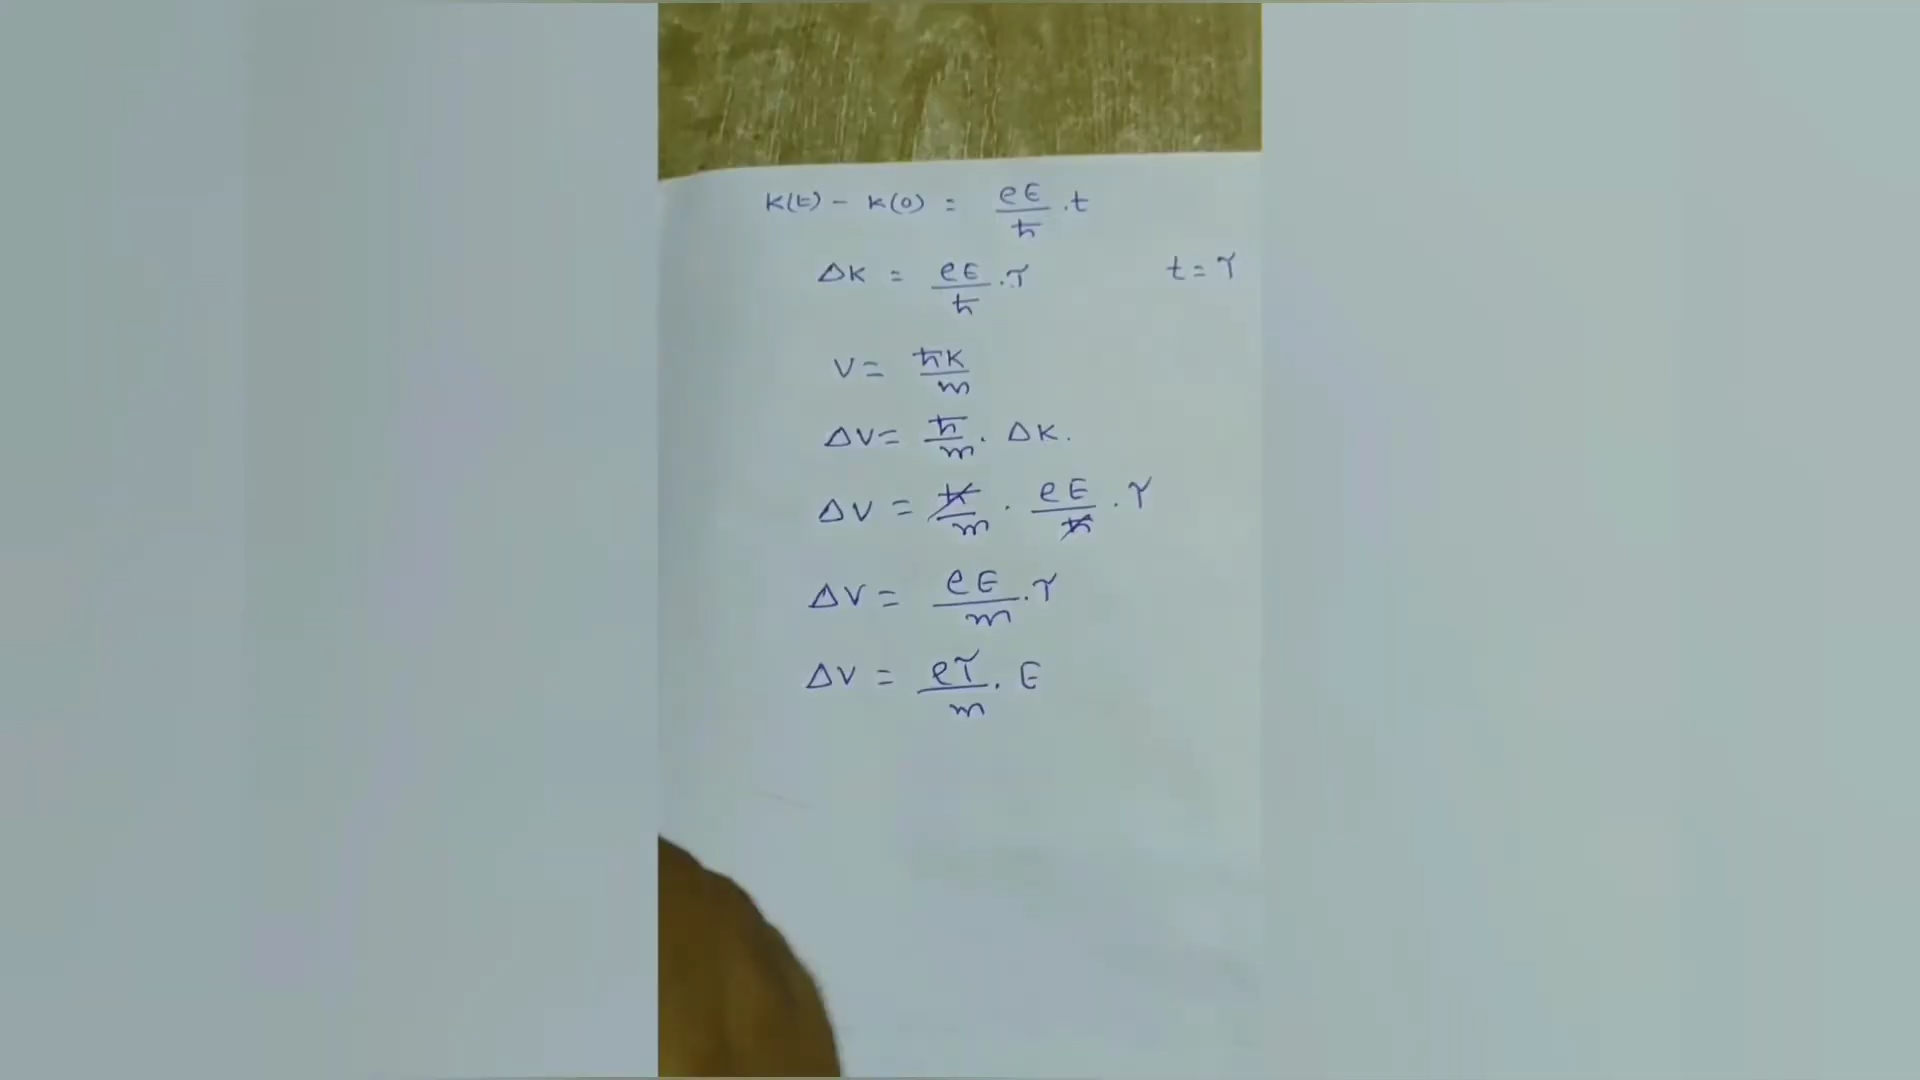 K(t) - K(0) = eE/ħ . t
ΔK = eE/ħ . τ t = τ
V = ħK/m
ΔV = ħ/m . ΔK.
ΔV = ħ/m . eE/ħ . τ
ΔV = eE/m . τ
ΔV = eτ/m . E